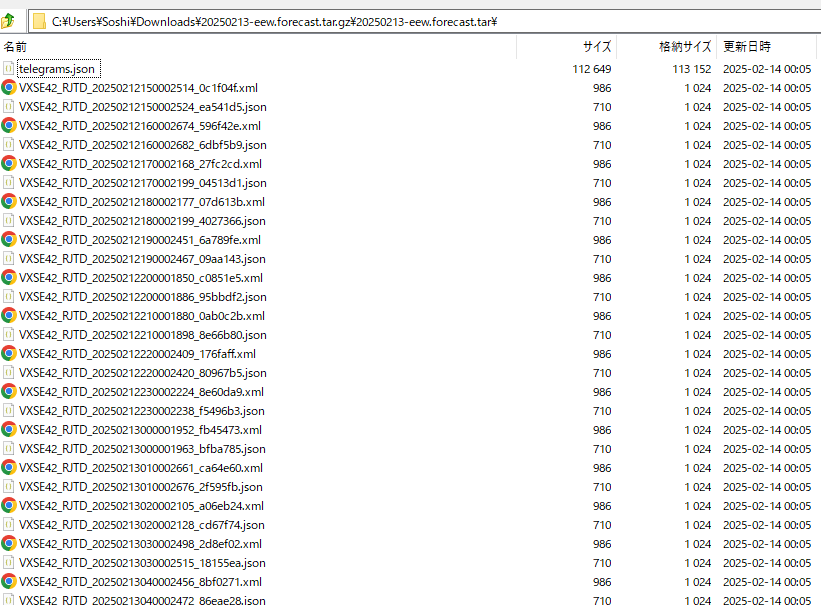 C:¥Users¥Soshi¥Downloads¥20250213-eew.forecast.tar.gz¥20250213-eew.forecast.tar¥
名前 サイズ 格納サイズ 更新日時
telegrams.json 112 649 113 152 2025-02-14 00:05
VXSE42_RJTD_20250212150002514_0c1f04f.xml 986 1 024 2025-02-14 00:05
VXSE42_RJTD_20250212150002524_ea541d5.json 710 1 024 2025-02-14 00:05
VXSE42_RJTD_20250212160002674_596f42e.xml 986 1 024 2025-02-14 00:05
VXSE42_RJTD_20250212160002682_6dbf5b9.json 710 1 024 2025-02-14 00:05
VXSE42_RJTD_20250212170002168_27fc2cd.xml 986 1 024 2025-02-14 00:05
VXSE42_RJTD_20250212170002199_04513d1.json 710 1 024 2025-02-14 00:05
VXSE42_RJTD_20250212180002177_07d613b.xml 986 1 024 2025-02-14 00:05
VXSE42_RJTD_20250212180002199_4027366.json 710 1 024 2025-02-14 00:05
VXSE42_RJTD_20250212190002451_6a789fe.xml 986 1 024 2025-02-14 00:05
VXSE42_RJTD_20250212190002467_09aa143.json 710 1 024 2025-02-14 00:05
VXSE42_RJTD_20250212200001850_c0851e5.xml 986 1 024 2025-02-14 00:05
VXSE42_RJTD_20250212200001886_95bbdf2.json 710 1 024 2025-02-14 00:05
VXSE42_RJTD_20250212210001880_0ab0c2b.xml 986 1 024 2025-02-14 00:05
VXSE42_RJTD_20250212210001898_8e66b80.json 710 1 024 2025-02-14 00:05
VXSE42_RJTD_20250212220002409_176faff.xml 986 1 024 2025-02-14 00:05
VXSE42_RJTD_20250212220002420_80967b5.json 710 1 024 2025-02-14 00:05
VXSE42_RJTD_20250212230002224_8e60da9.xml 986 1 024 2025-02-14 00:05
VXSE42_RJTD_20250212230002238_f5496b3.json 710 1 024 2025-02-14 00:05
VXSE42_RJTD_20250213000001952_fb45473.xml 986 1 024 2025-02-14 00:05
VXSE42_RJTD_20250213000001963_bfba785.json 710 1 024 2025-02-14 00:05
VXSE42_RJTD_20250213010002661_ca64e60.xml 986 1 024 2025-02-14 00:05
VXSE42_RJTD_20250213010002676_2f595fb.json 710 1 024 2025-02-14 00:05
VXSE42_RJTD_20250213020002105_a06eb24.xml 986 1 024 2025-02-14 00:05
VXSE42_RJTD_20250213020002128_cd67f74.json 710 1 024 2025-02-14 00:05
VXSE42_RJTD_20250213030002498_2d8ef02.xml 986 1 024 2025-02-14 00:05
VXSE42_RJTD_20250213030002515_18155ea.json 710 1 024 2025-02-14 00:05
VXSE42_RJTD_20250213040002456_8bf0271.xml 986 1 024 2025-02-14 00:05
VXSE42_RJTD_20250213040002472_86eae28.json 710 1 024 2025-02-14 00:05